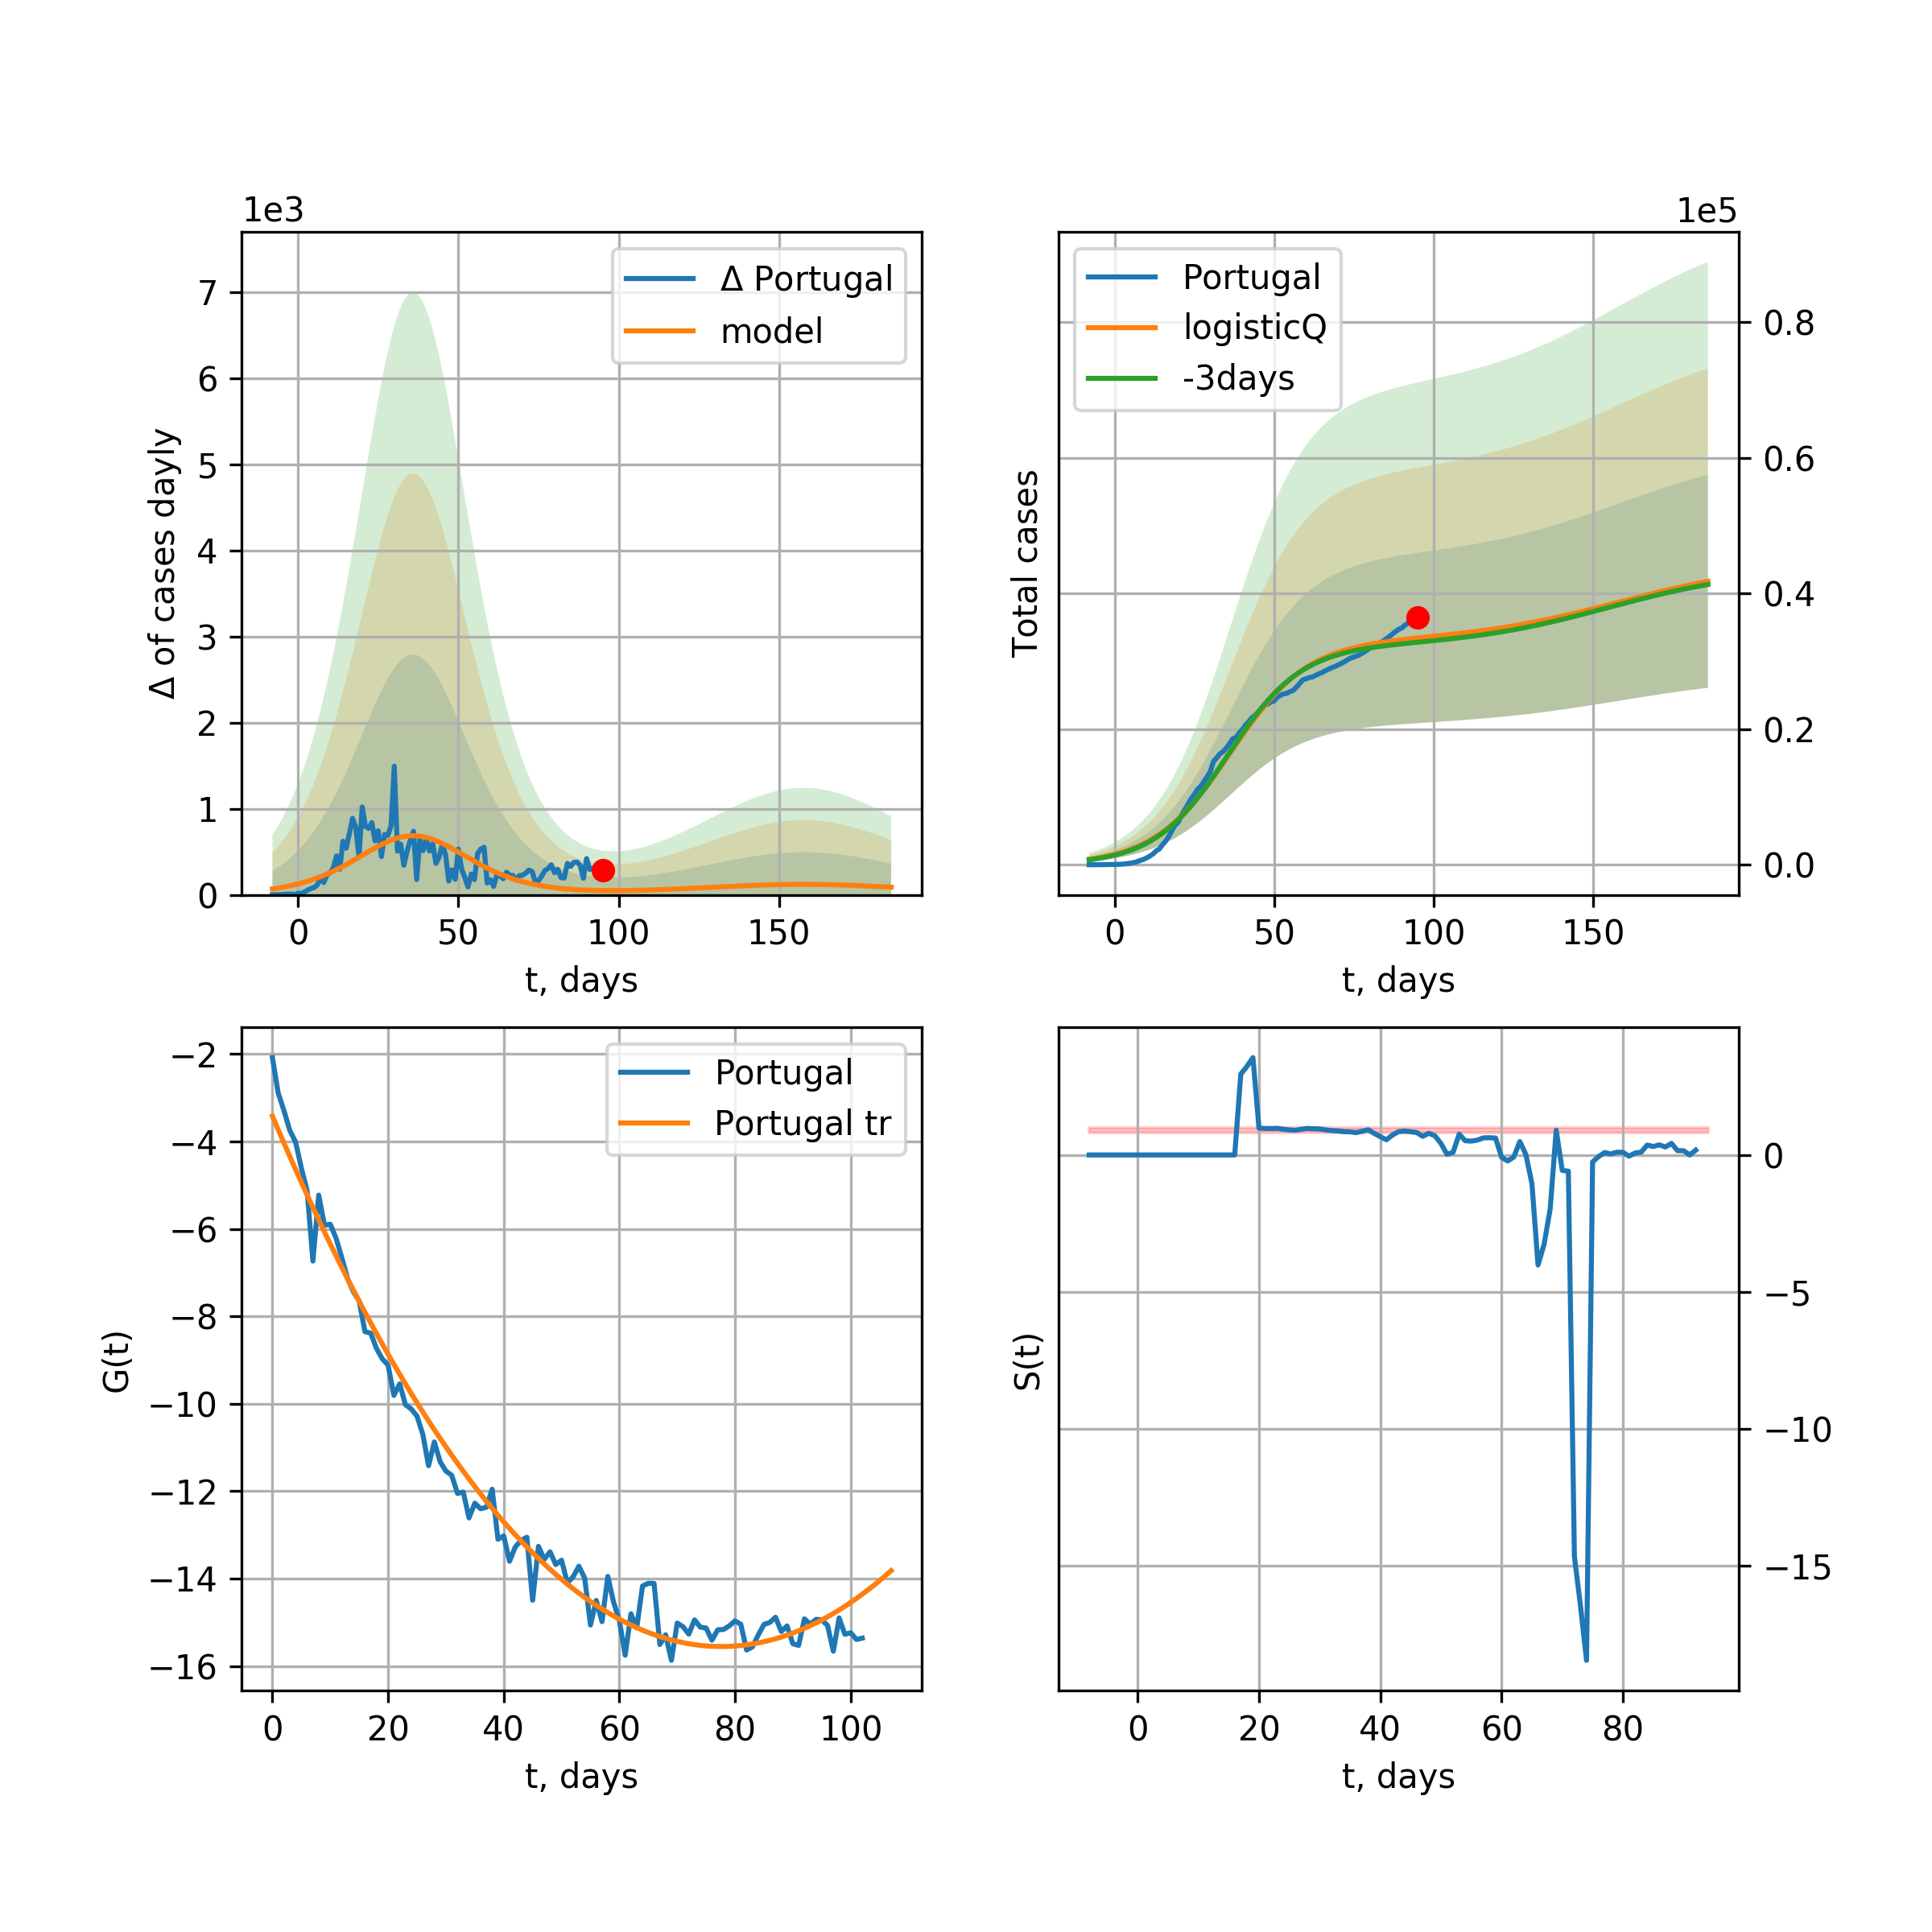 1e3
Δ of cases dayly
7
6
5
4
3
2
1
0
Δ Portugal
model
0 50 100 150
t, days
1e5
Total cases
Portugal
logisticQ
-3days
0.8
0.6
0.4
0.2
0.0
0 50 100 150
t, days
G(t)
−2
−4
−6
−8
−10
−12
−14
−16
Portugal
Portugal tr
0 20 40 60 80 100
t, days
S(t)
0
−5
−10
−15
0 20 40 60 80
t, days